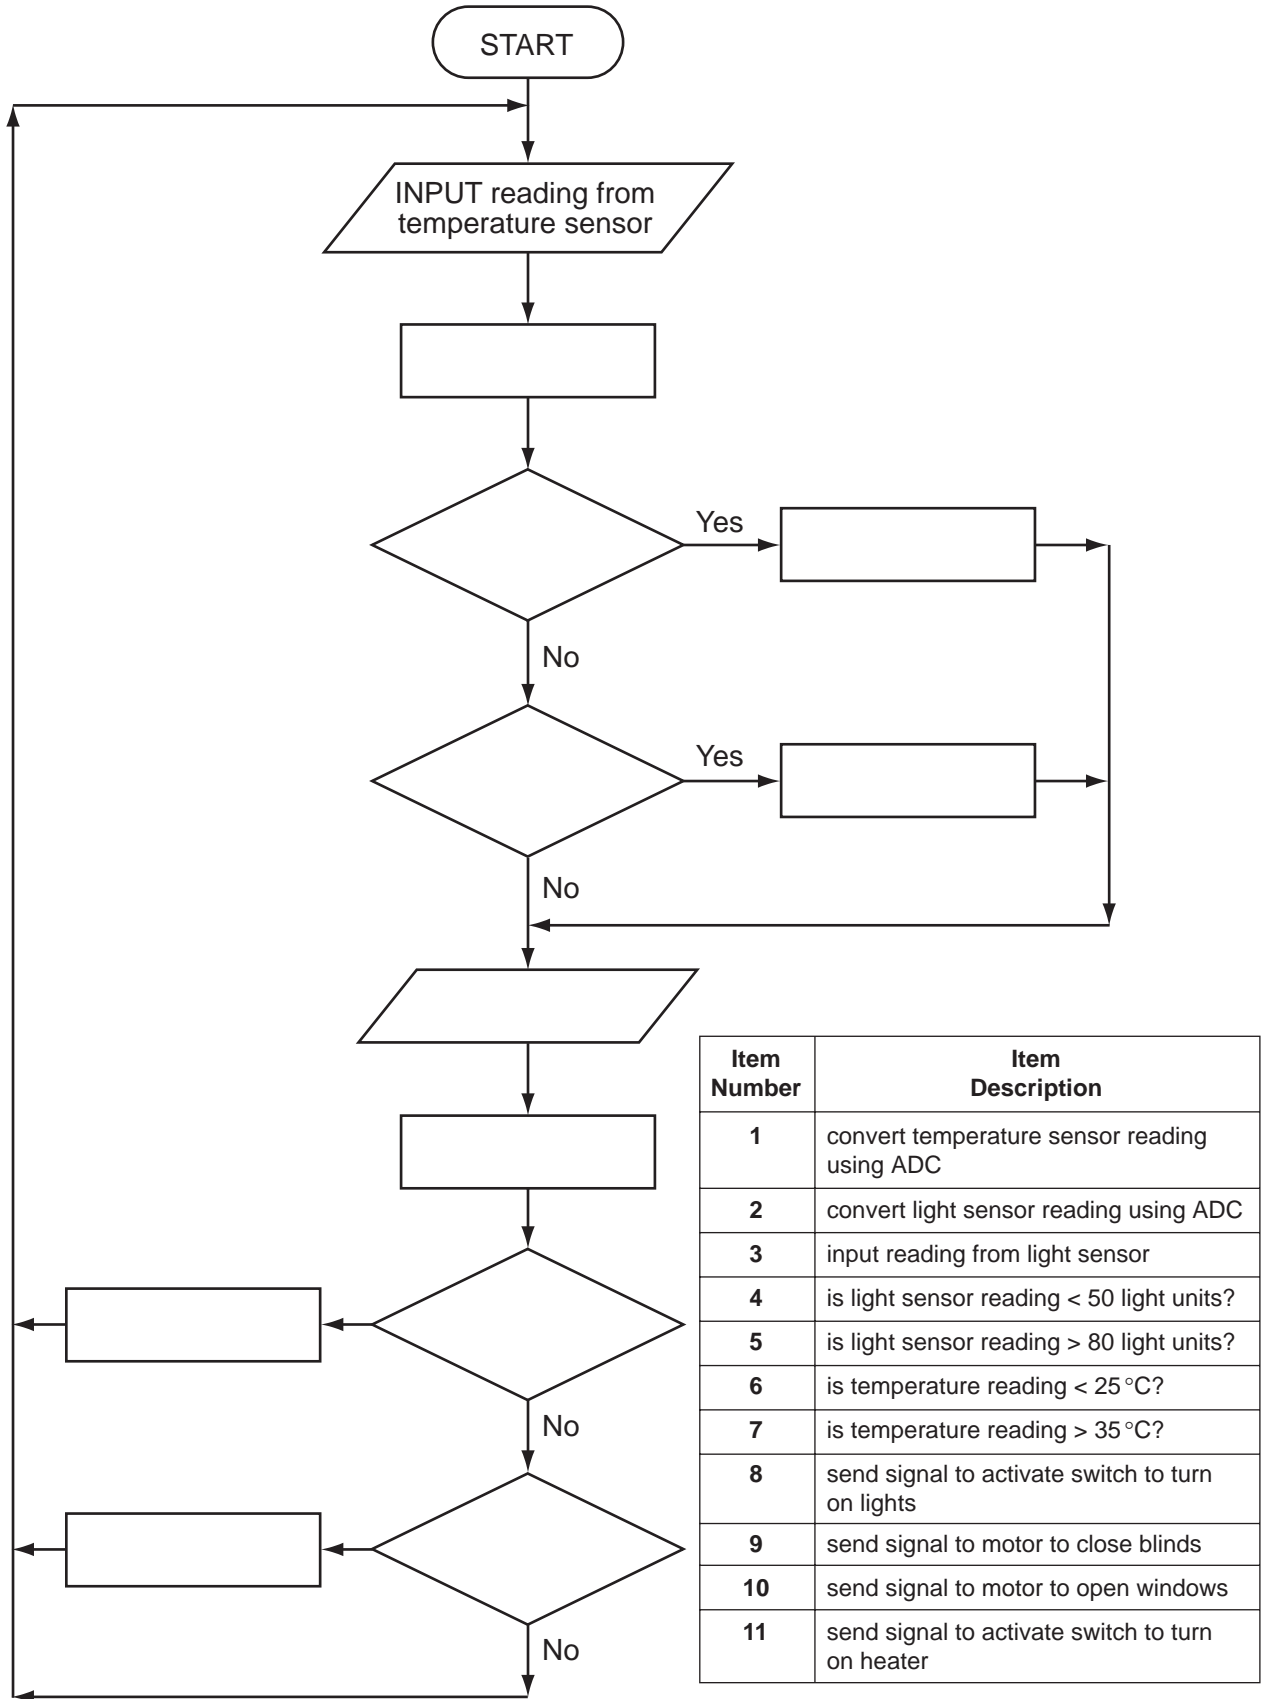 START
INPUT reading from
temperature sensor
Yes
No
Yes
No
No
No
Item
Number
Item
Description
1
convert temperature sensor reading
using ADC
2
convert light sensor reading using ADC
3
input reading from light sensor
4
is light sensor reading < 50 light units?
5
is light sensor reading > 80 light units?
6
is temperature reading < 25 °C?
7
is temperature reading > 35 °C?
8
send signal to activate switch to turn
on lights
9
send signal to motor to close blinds
10
send signal to motor to open windows
11
send signal to activate switch to turn
on heater